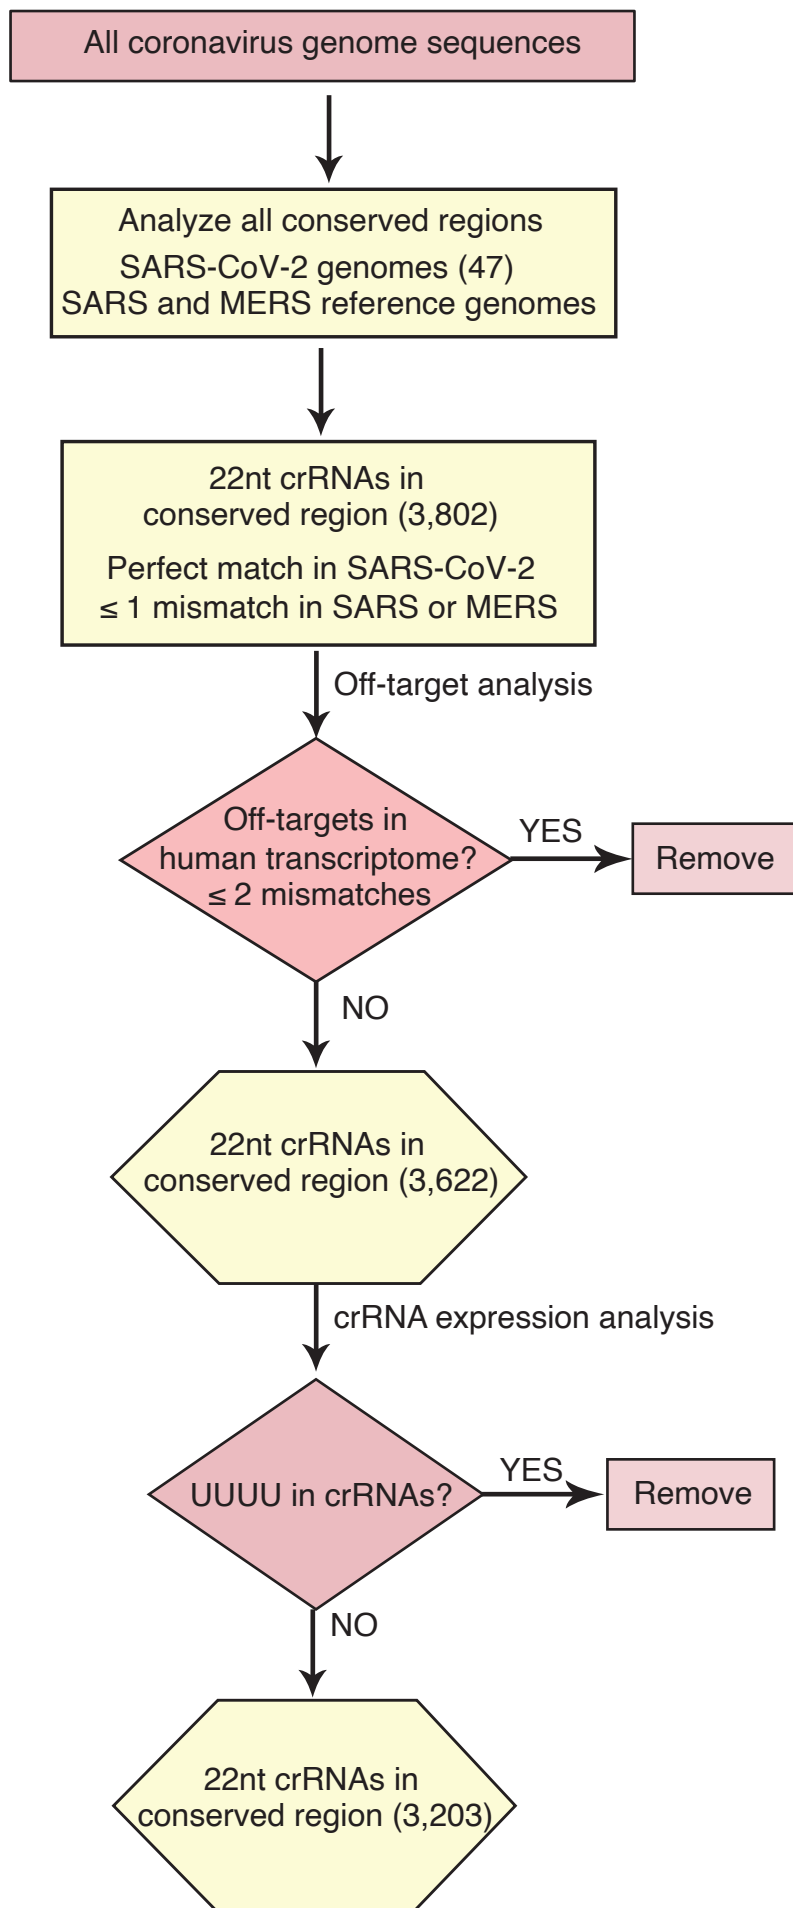 All coronavirus genome sequences
Analyze all conserved regions
SARS-CoV-2 genomes (47)
SARS and MERS reference genomes
22nt crRNAs in
conserved region (3,802)
Perfect match in SARS-CoV-2
≤ 1 mismatch in SARS or MERS
Off-target analysis
Off-targets in
human transcriptome?
≤ 2 mismatches
YES
Remove
NO
22nt crRNAs in
conserved region (3,622)
crRNA expression analysis
UUUU in crRNAs?
YES
Remove
NO
22nt crRNAs in
conserved region (3,203)